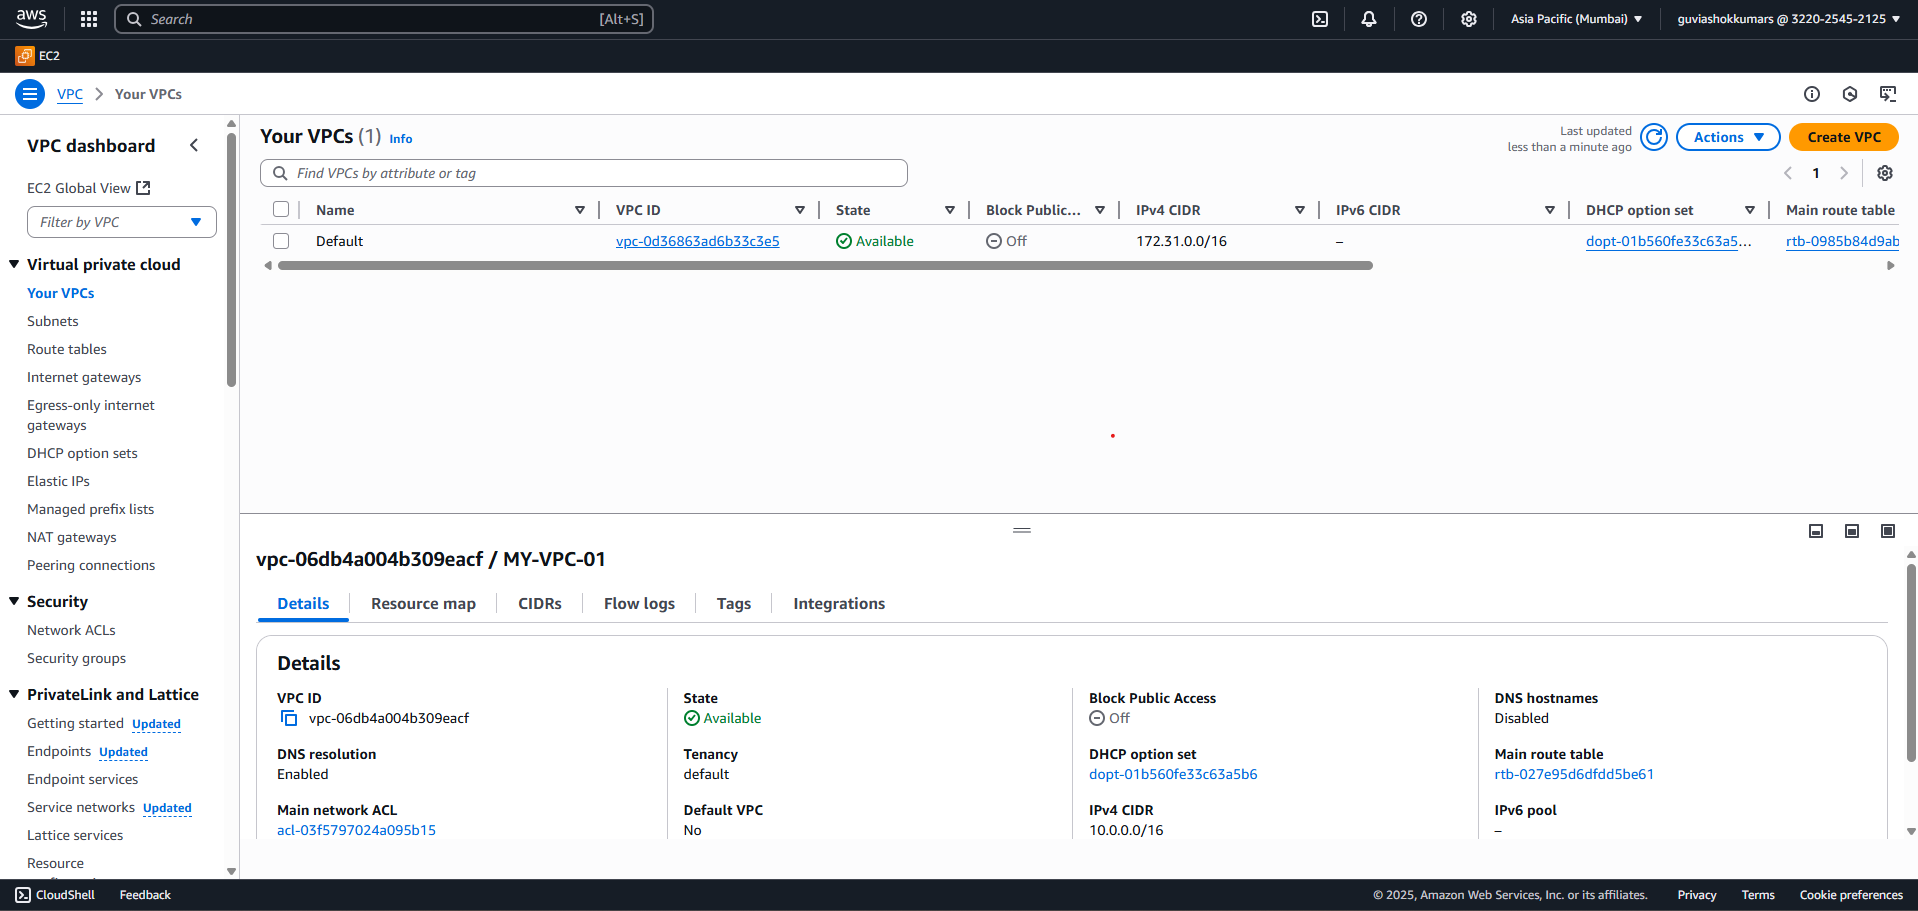 aws
Search [Alt+S]
Asia Pacific (Mumbai)
guviashokkumars @ 3220-2545-2125
EC2
VPC
Your VPCs
VPC dashboard
EC2 Global View
Filter by VPC
Virtual private cloud
Your VPCs
Subnets
Route tables
Internet gateways
Egress-only internet
gateways
DHCP option sets
Elastic IPs
Managed prefix lists
NAT gateways
Peering connections
Security
Network ACLs
Security groups
PrivateLink and Lattice
Getting started Updated
Endpoints Updated
Endpoint services
Service networks Updated
Lattice services
Resource
Your VPCs (1) Info
Last updated
less than a minute ago
Actions
Create VPC
Find VPCs by attribute or tag
1
Name VPC ID State Block Public... IPv4 CIDR IPv6 CIDR DHCP option set Main route table
Default vpc-0d36863ad6b33c3e5 Available Off 172.31.0.0/16 – dopt-01b560fe33c63a5... rtb-0985b84d9ab
vpc-06db4a004b309eacf / MY-VPC-01
Details Resource map CIDRs Flow logs Tags Integrations
Details
VPC ID
vpc-06db4a004b309eacf
State
Available
Block Public Access
Off
DNS hostnames
Disabled
DNS resolution
Enabled
Tenancy
default
DHCP option set
dopt-01b560fe33c63a5b6
Main route table
rtb-027e95d6dfdd5be61
Main network ACL
acl-03f5797024a095b15
Default VPC
No
IPv4 CIDR
10.0.0.0/16
IPv6 pool
–
CloudShell Feedback
© 2025, Amazon Web Services, Inc. or its affiliates. Privacy Terms Cookie preferences